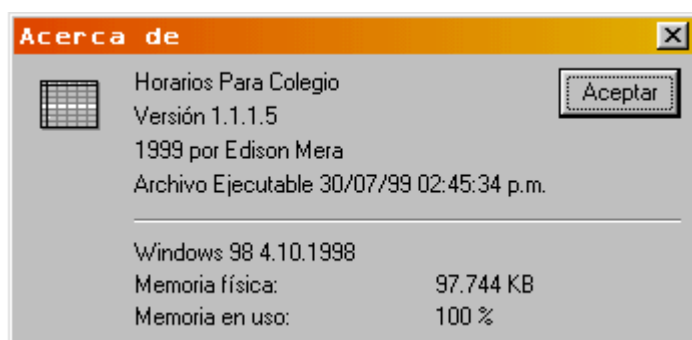 Acerca de
Horarios Para Colegio
Aceptar
Versión 1.1.1.5
1999 por Edison Mera
Archivo Ejecutable 30/07/99 02:45:34 p.m.
Windows 98 4.10.1998
Memoria física: 97.744 KB
Memoria en uso: 100 %